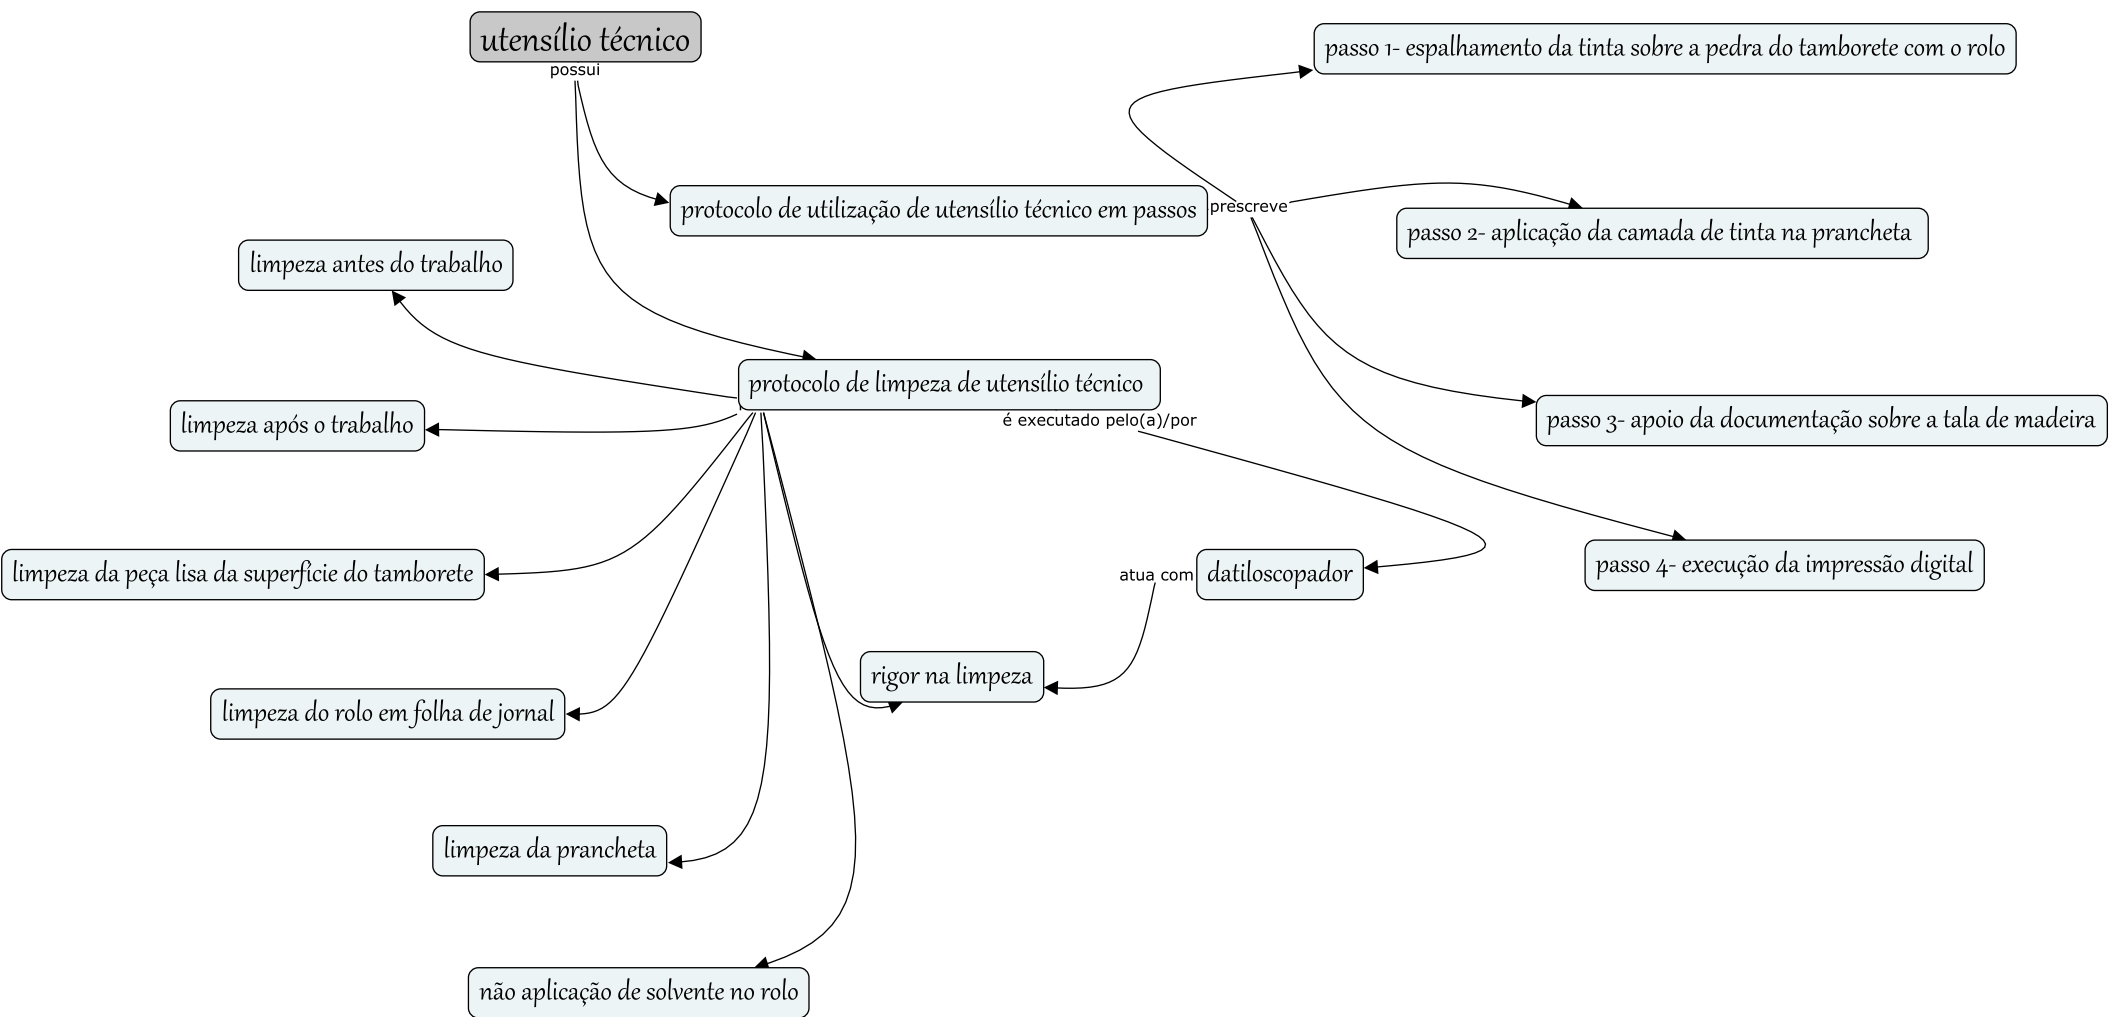 utensílio técnico
possui
passo 1- espalhamento da tinta sobre a pedra do tamborete com o rolo
protocolo de utilização de utensílio técnico em passos
prescreve
passo 2- aplicação da camada de tinta na prancheta
limpeza antes do trabalho
protocolo de limpeza de utensílio técnico
é executado pelo(a)/por
limpeza após o trabalho
passo 3- apoio da documentação sobre a tala de madeira
limpeza da peça lisa da superfície do tamborete
atua com
datiloscopador
passo 4- execução da impressão digital
rigor na limpeza
limpeza do rolo em folha de jornal
limpeza da prancheta
não aplicação de solvente no rolo